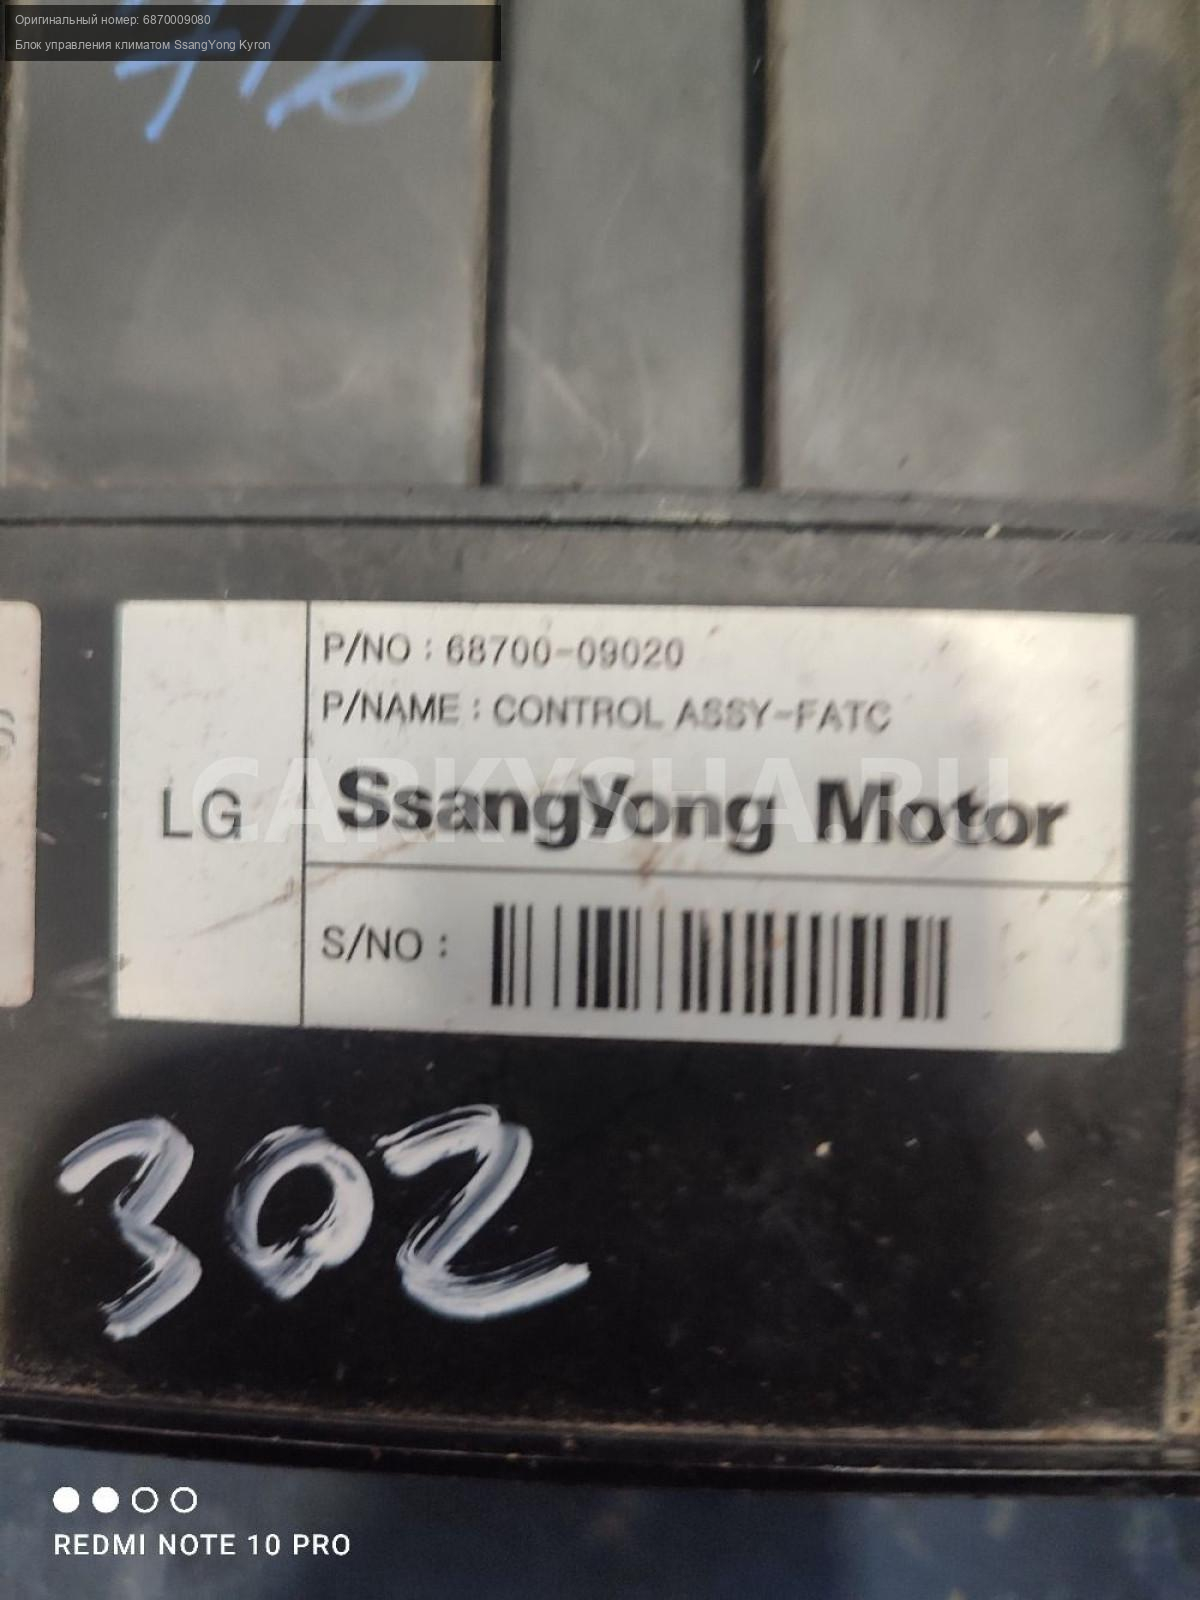 Оригинальный номер: 6870009080
Блок управления климатом SsangYong Kyron
P/NO : 68700-09020
P/NAME : CONTROL ASSY-FATC
LG
SsangYong Motor
CARKYSHA.RU
S/NO :
302
REDMI NOTE 10 PRO